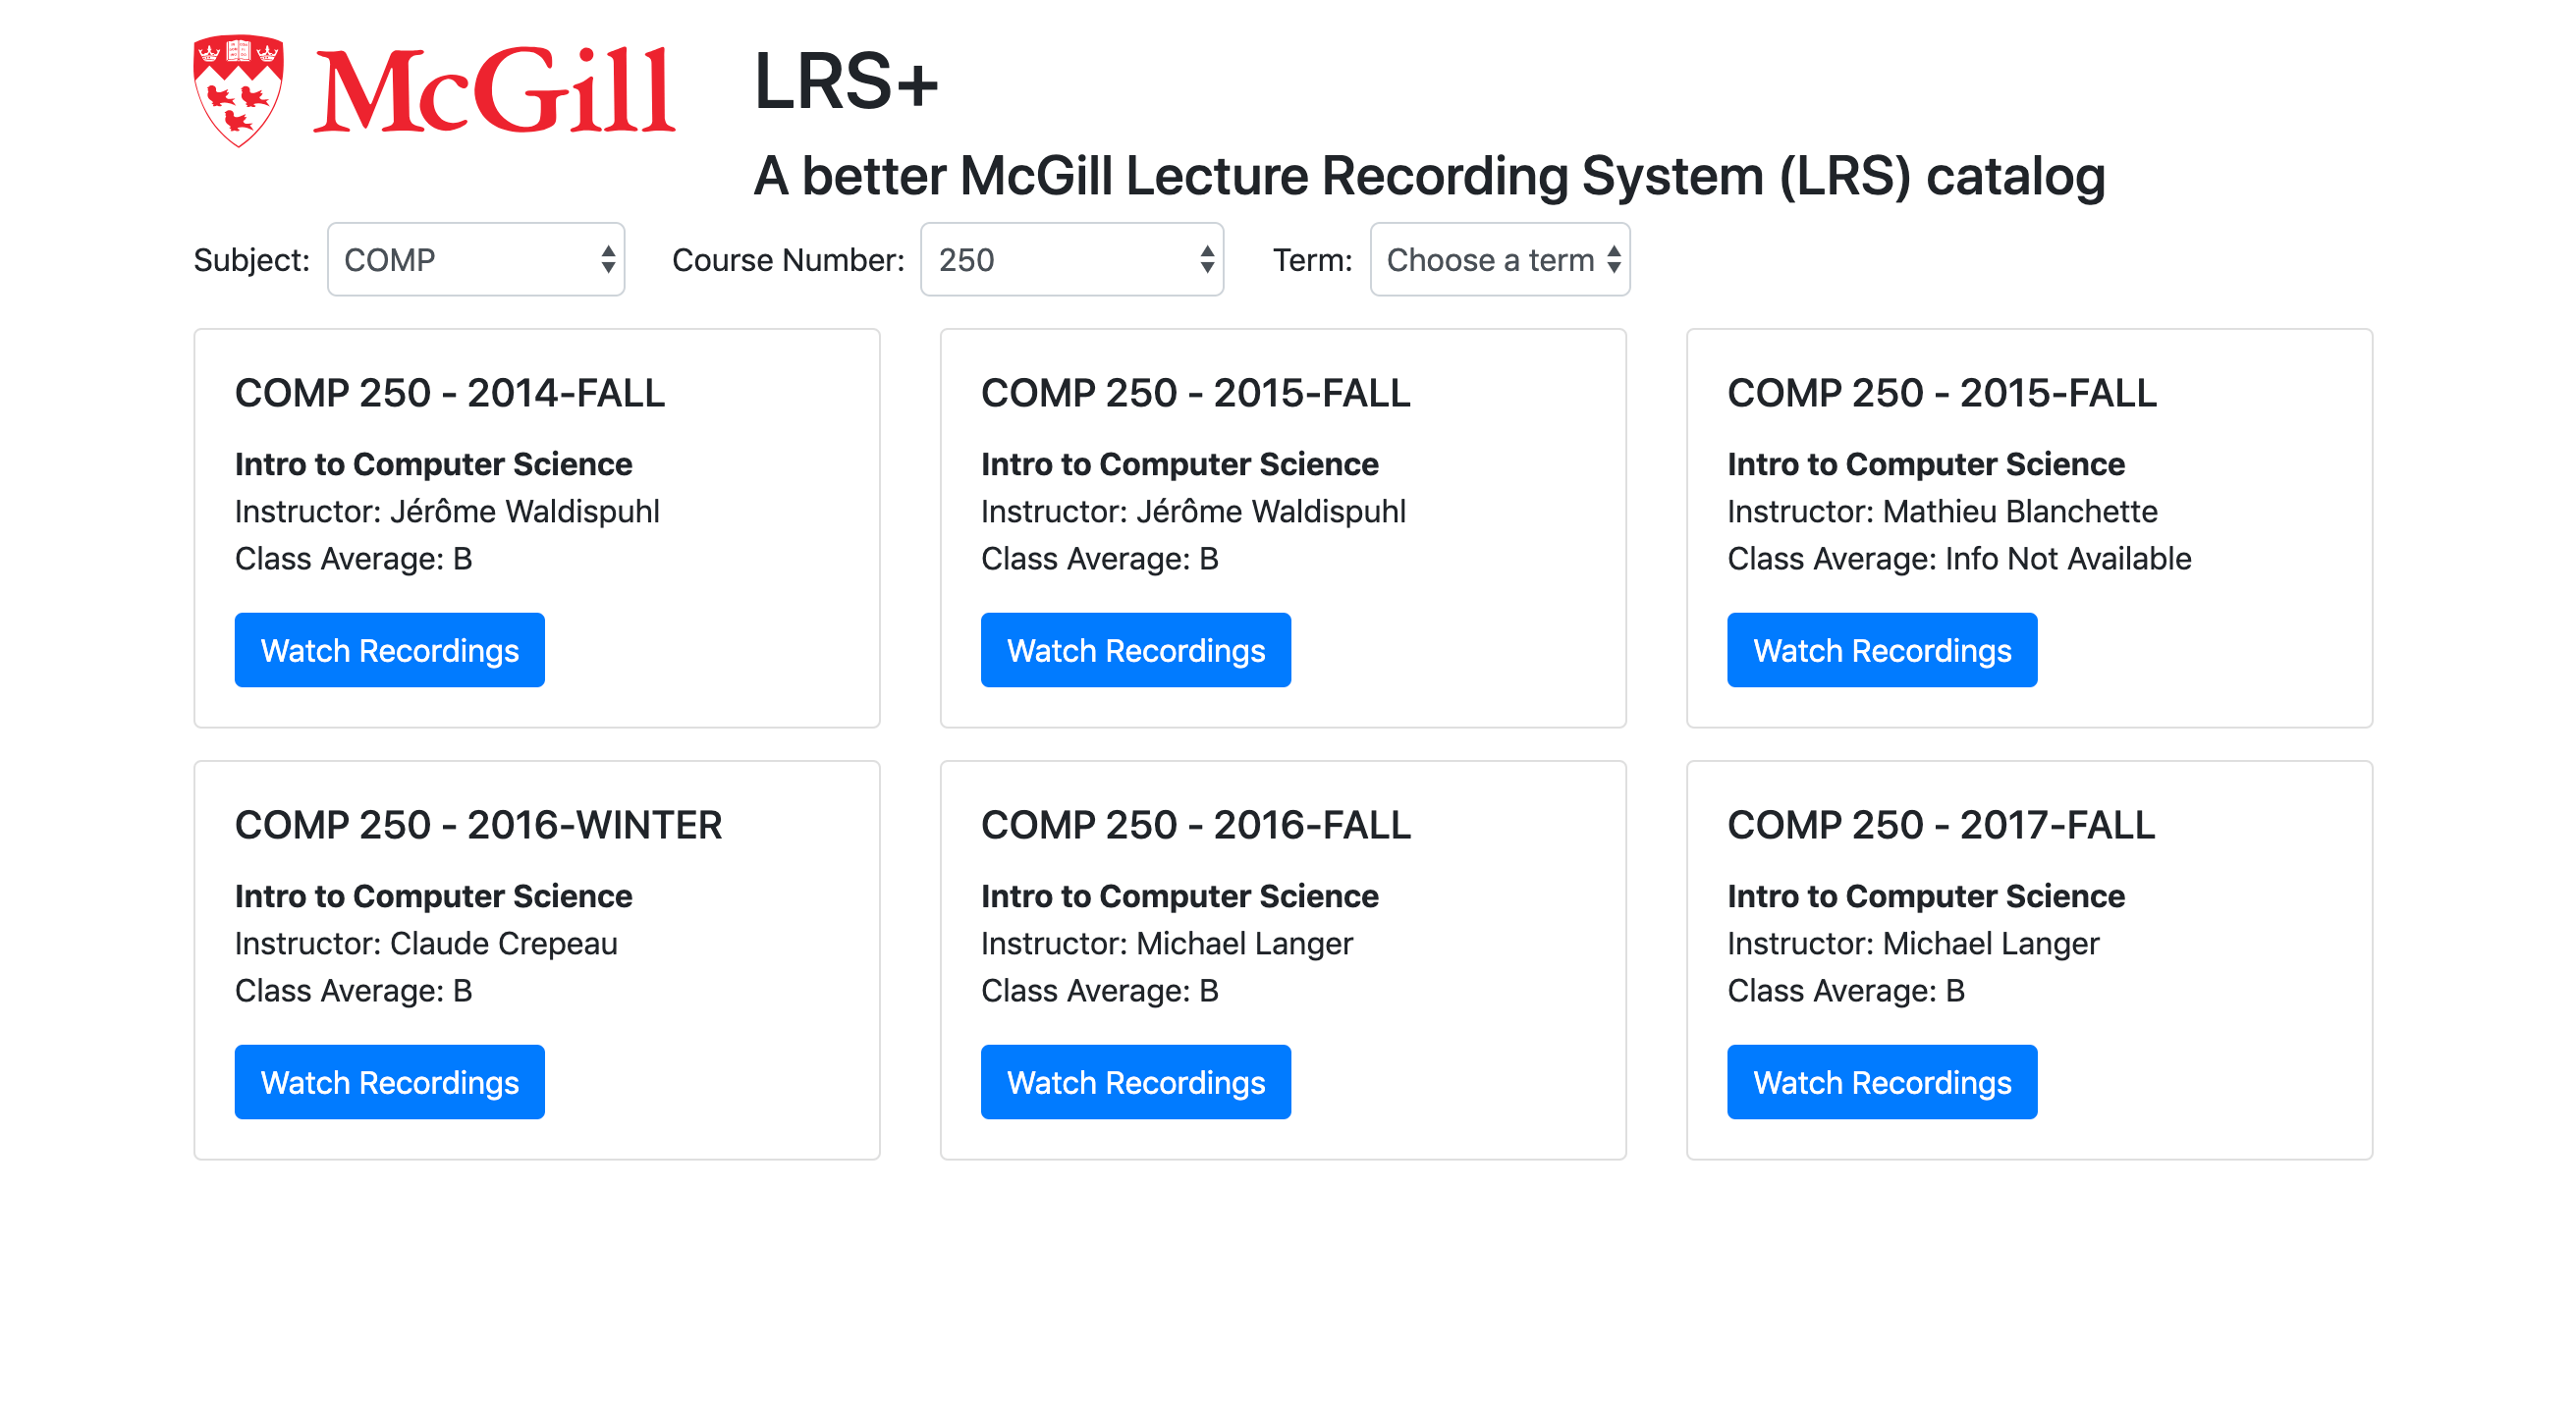 McGill
LRS+
A better McGill Lecture Recording System (LRS) catalog
Subject: COMP Course Number: 250 Term: Choose a term
COMP 250 - 2014-FALL
Intro to Computer Science
Instructor: Jérôme Waldispuhl
Class Average: B
Watch Recordings
COMP 250 - 2015-FALL
Intro to Computer Science
Instructor: Jérôme Waldispuhl
Class Average: B
Watch Recordings
COMP 250 - 2015-FALL
Intro to Computer Science
Instructor: Mathieu Blanchette
Class Average: Info Not Available
Watch Recordings
COMP 250 - 2016-WINTER
Intro to Computer Science
Instructor: Claude Crepeau
Class Average: B
Watch Recordings
COMP 250 - 2016-FALL
Intro to Computer Science
Instructor: Michael Langer
Class Average: B
Watch Recordings
COMP 250 - 2017-FALL
Intro to Computer Science
Instructor: Michael Langer
Class Average: B
Watch Recordings